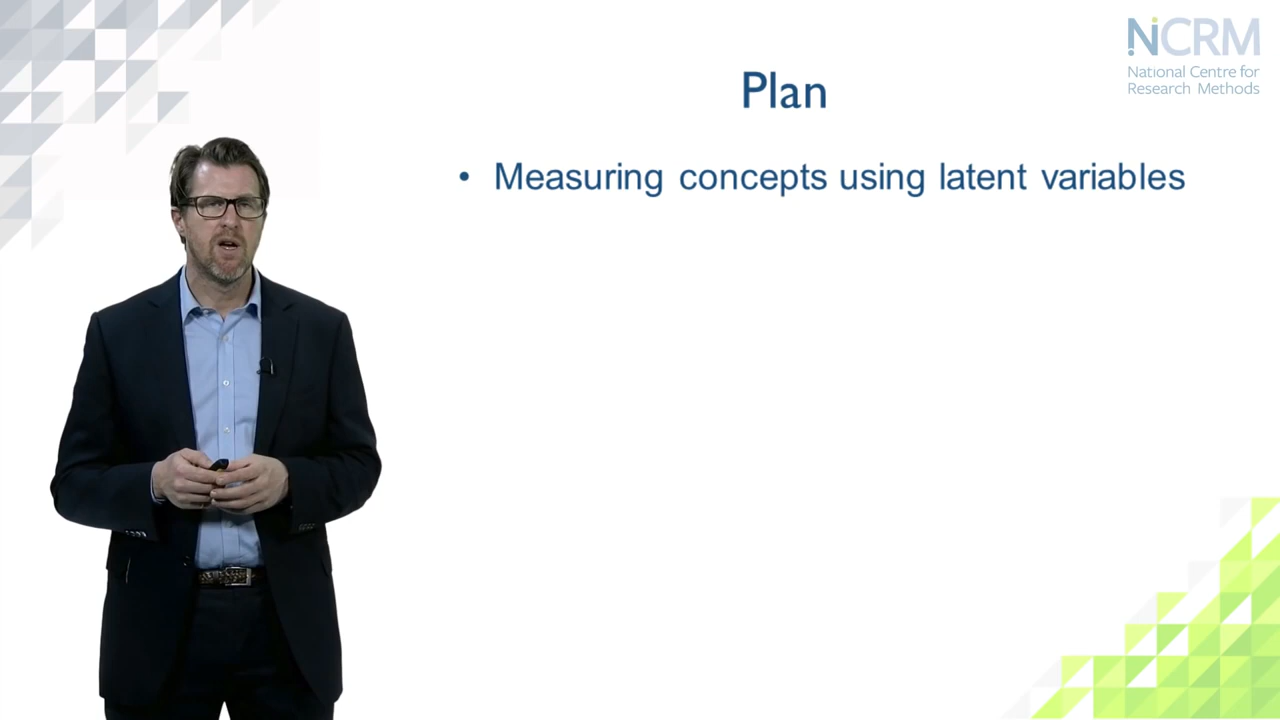 NCRM
National Centre for
Research Methods
Plan
• Measuring concepts using latent variables